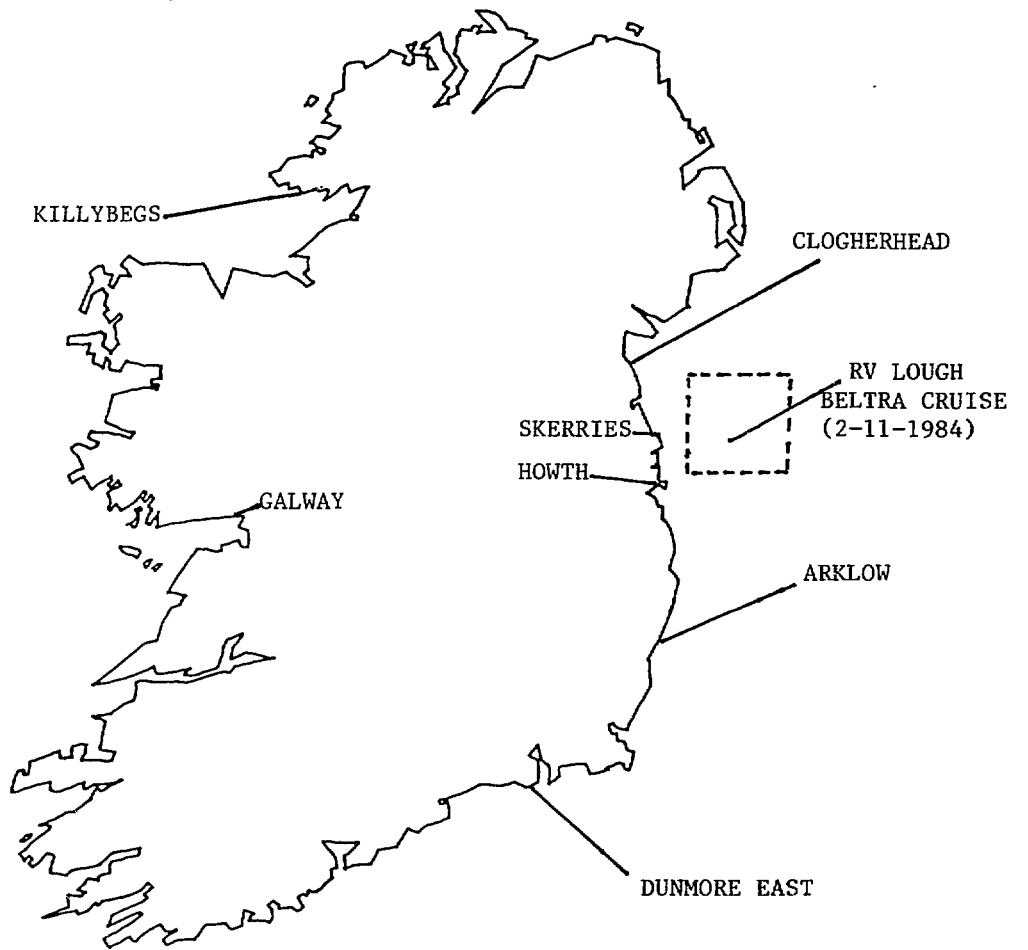 KILLYBEGS
CLOGHERHEAD
RV LOUGH
BELTRA CRUISE
(2-11-1984)
SKERRIES
HOWTH
GALWAY
ARKLOW
DUNMORE EAST